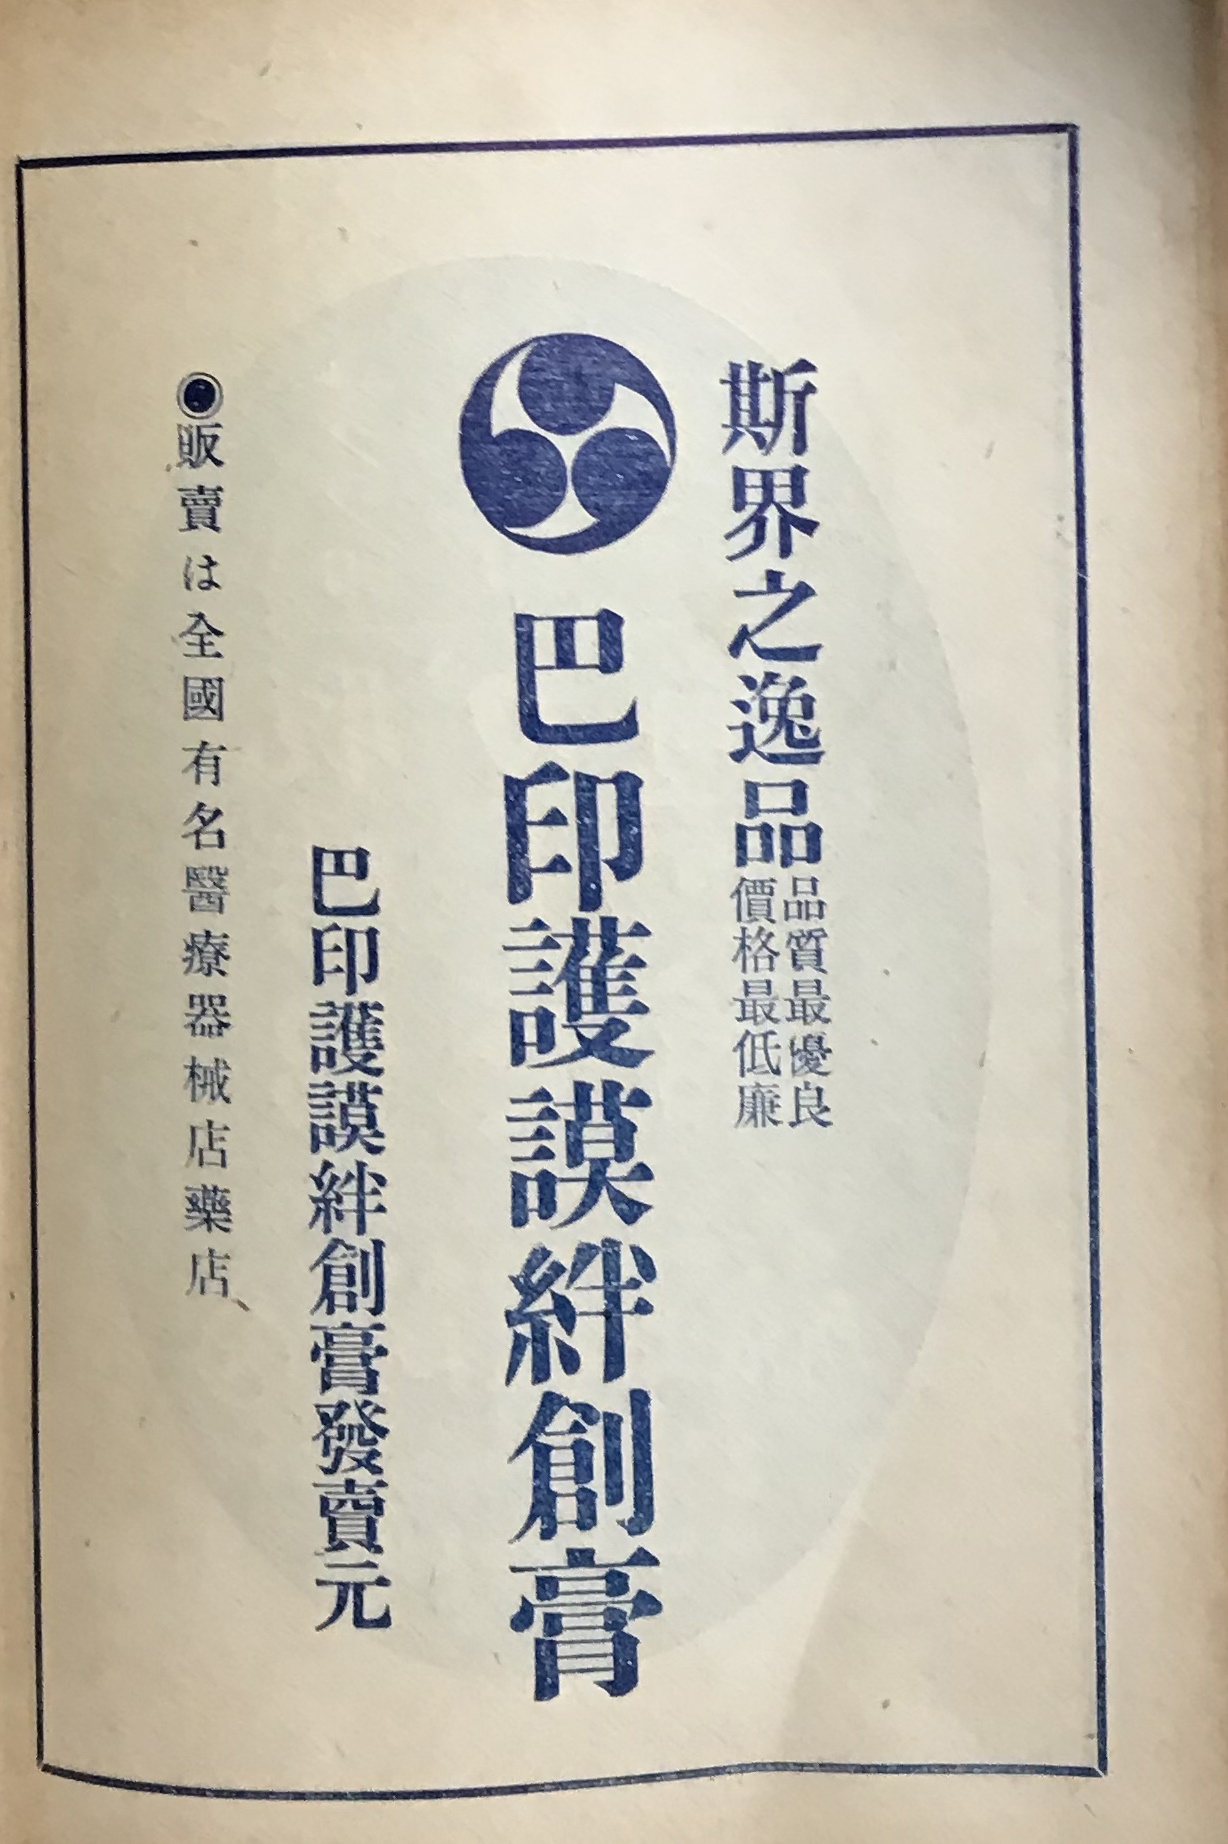 斯界之逸品
品質最優良
價格最低廉
巴印護謨絆創膏
巴印護謨絆創膏發賣元
◉販賣は全國有名醫療器械店藥店